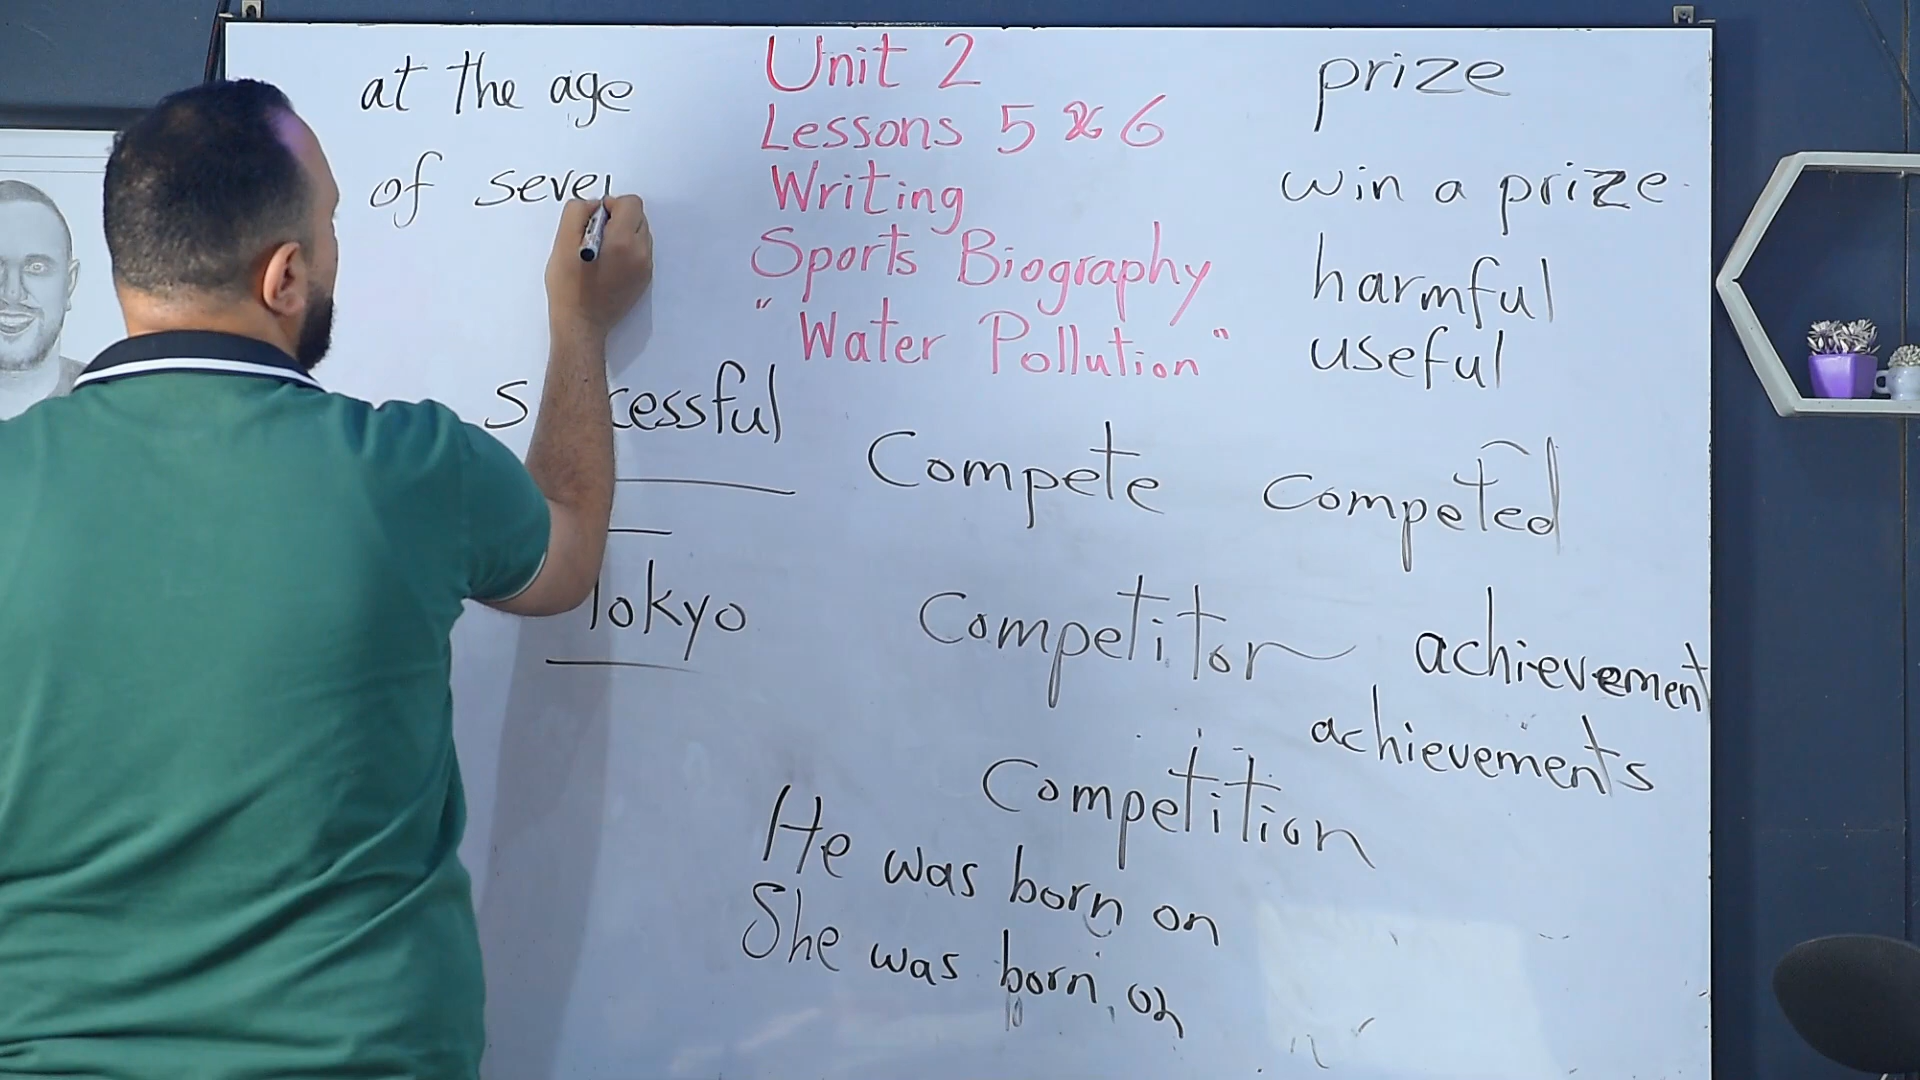 at the age
of seven
Unit 2
Lessons 5 & 6
Writing
Sports Biography
"Water Pollution"
prize
win a prize
harmful
useful
Compete competed
Competitor
achievement
achievements
Competition
Tokyo
He was born on
She was born on